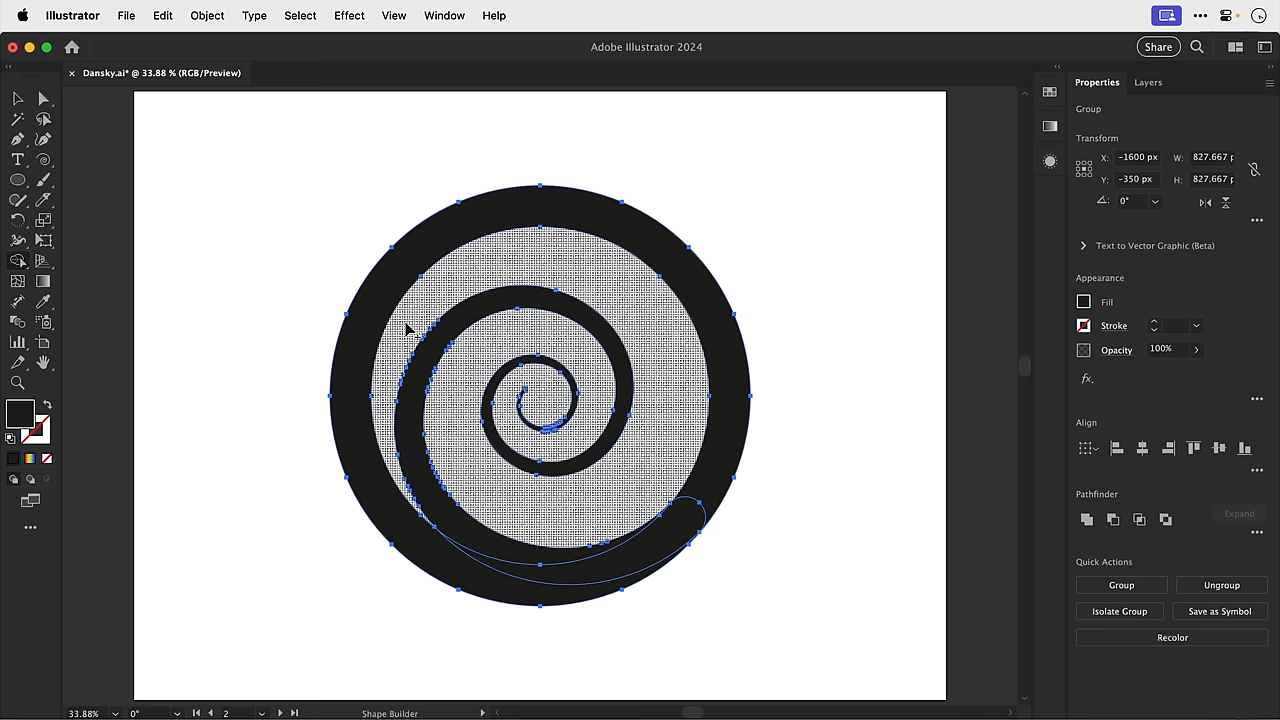 Illustrator File Edit Object Type Select Effect View Window Help
Adobe Illustrator 2024
Share
Dansky.ai* @ 33.88 % (RGB/Preview)
Properties Layers
Group
Transform
X: -1600 px W: 827.667 p
Y: -350 px H: 827.667 p
0°
Text to Vector Graphic (Beta)
Appearance
Fill
Stroke
Opacity 100%
fx.
Align
Pathfinder
Expand
Quick Actions
Group Ungroup
Isolate Group Save as Symbol
Recolor
33.88% 0° 2 Shape Builder